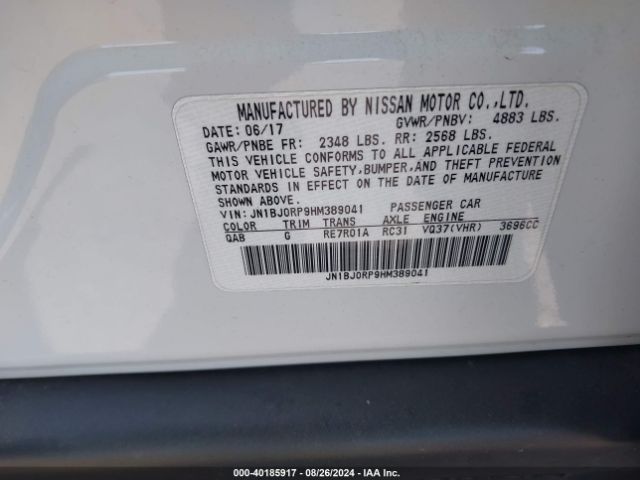 MANUFACTURED BY NISSAN MOTOR CO.,LTD.
DATE: 06/17 GVWR/PNBV: 4883 LBS.
GAWR/PNBE FR: 2348 LBS. RR: 2568 LBS.
THIS VEHICLE CONFORMS TO ALL APPLICABLE FEDERAL
MOTOR VEHICLE SAFETY,BUMPER,AND THEFT PREVENTION
STANDARDS IN EFFECT ON THE DATE OF MANUFACTURE
SHOWN ABOVE.
VIN: JN1BJ0RP9HM389041 PASSENGER CAR
COLOR TRIM TRANS AXLE ENGINE
QAB G RE7R01A RC31 VQ37(VHR) 3696CC
JN1BJ0RP9HM389041
000-40185917 - 08/26/2024 - IAA Inc.